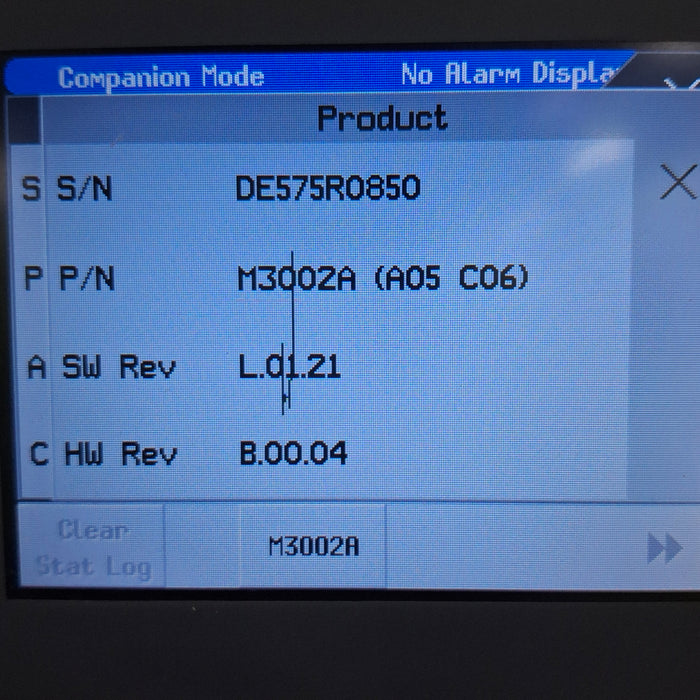 Companion Mode No Alarm Displa
Product
S S/N DE575R0850
P P/N M3002A (A05 C06)
A SW Rev L.01.21
C HW Rev B.00.04
Clear
Stat Log
M3002A